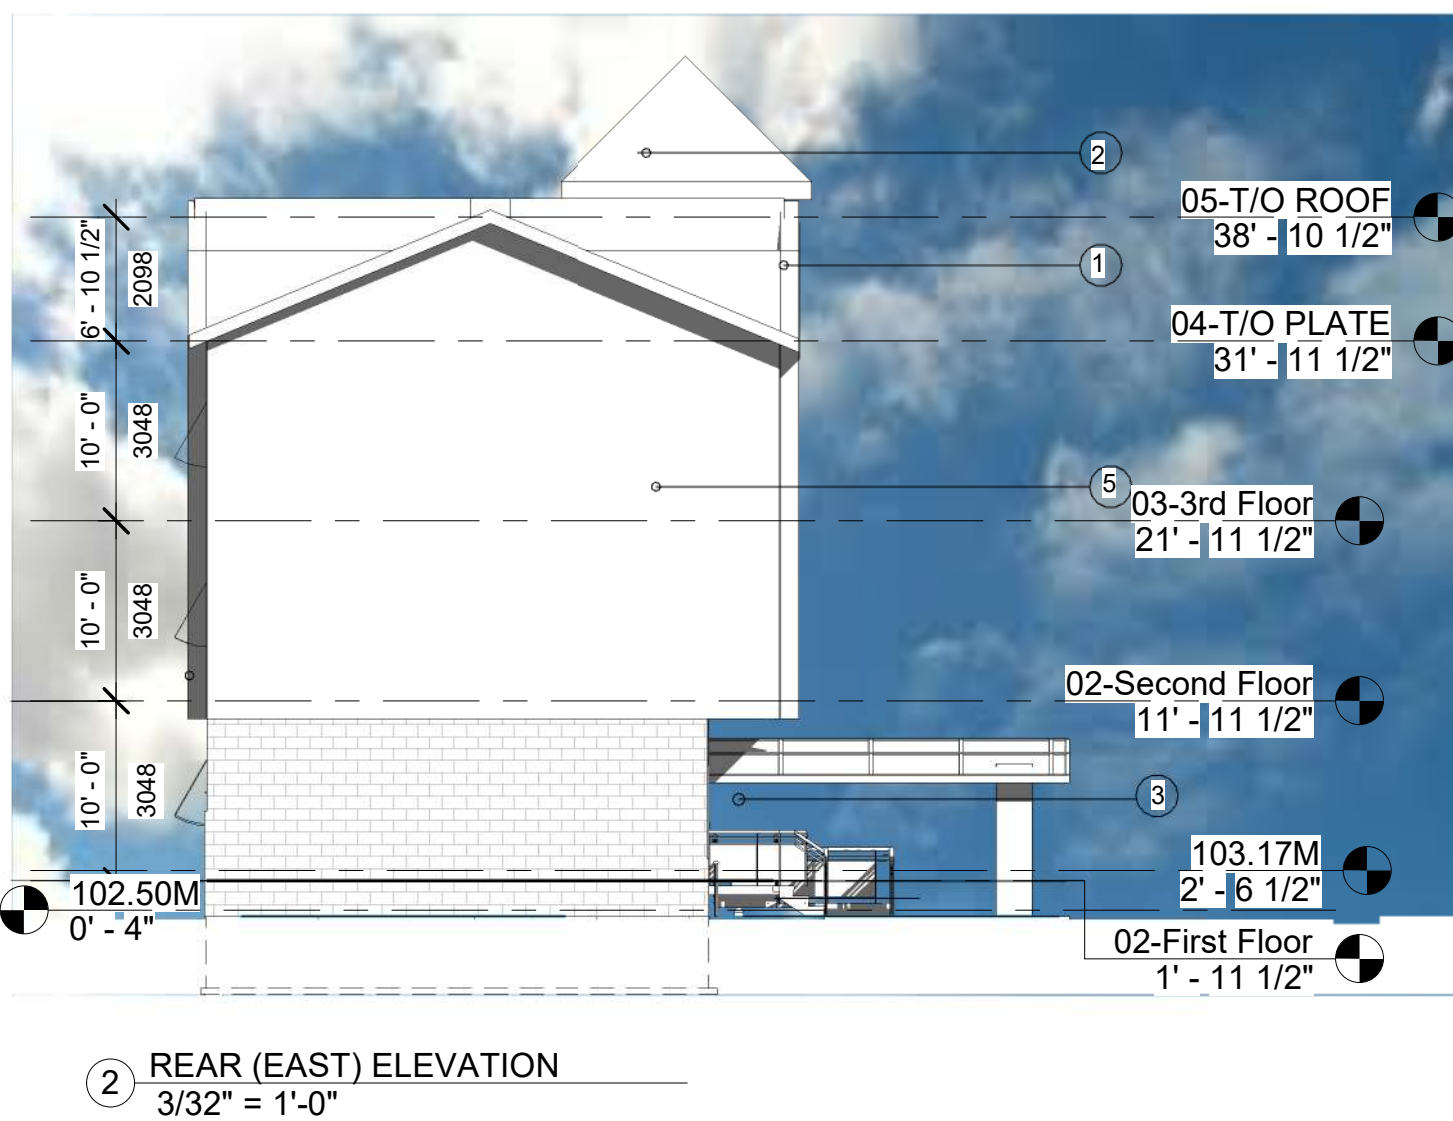 2
05-T/O ROOF
38' - 10 1/2"
1
6' - 10 1/2"
2098
04-T/O PLATE
31' - 11 1/2"
10' - 0"
3048
5
03-3rd Floor
21' - 11 1/2"
10' - 0"
3048
02-Second Floor
11' - 11 1/2"
10' - 0"
3048
3
103.17M
2' - 6 1/2"
102.50M
0' - 4"
02-First Floor
1' - 11 1/2"
2
REAR (EAST) ELEVATION
3/32" = 1'-0"